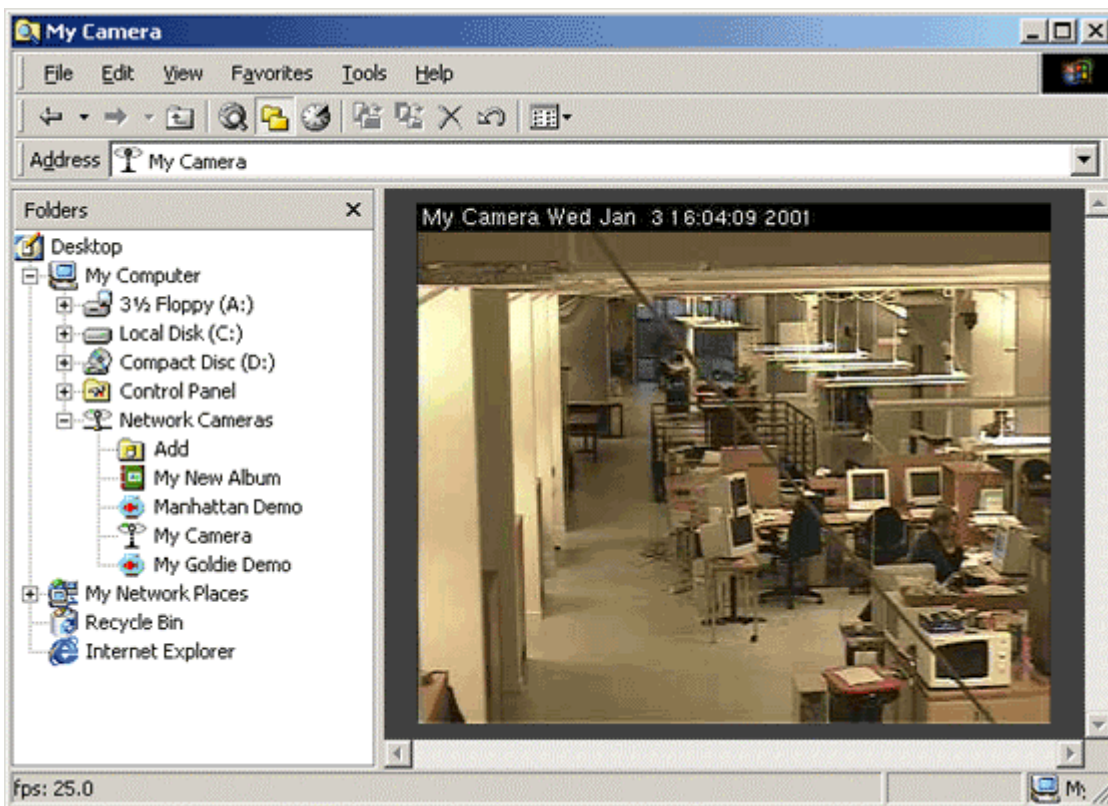 My Camera
File Edit View Favorites Tools Help
Address My Camera
Folders
My Camera Wed Jan 3 16:04:09 2001
Desktop
My Computer
3½ Floppy (A:)
Local Disk (C:)
Compact Disc (D:)
Control Panel
Network Cameras
Add
My New Album
Manhattan Demo
My Camera
My Goldie Demo
My Network Places
Recycle Bin
Internet Explorer
fps: 25.0